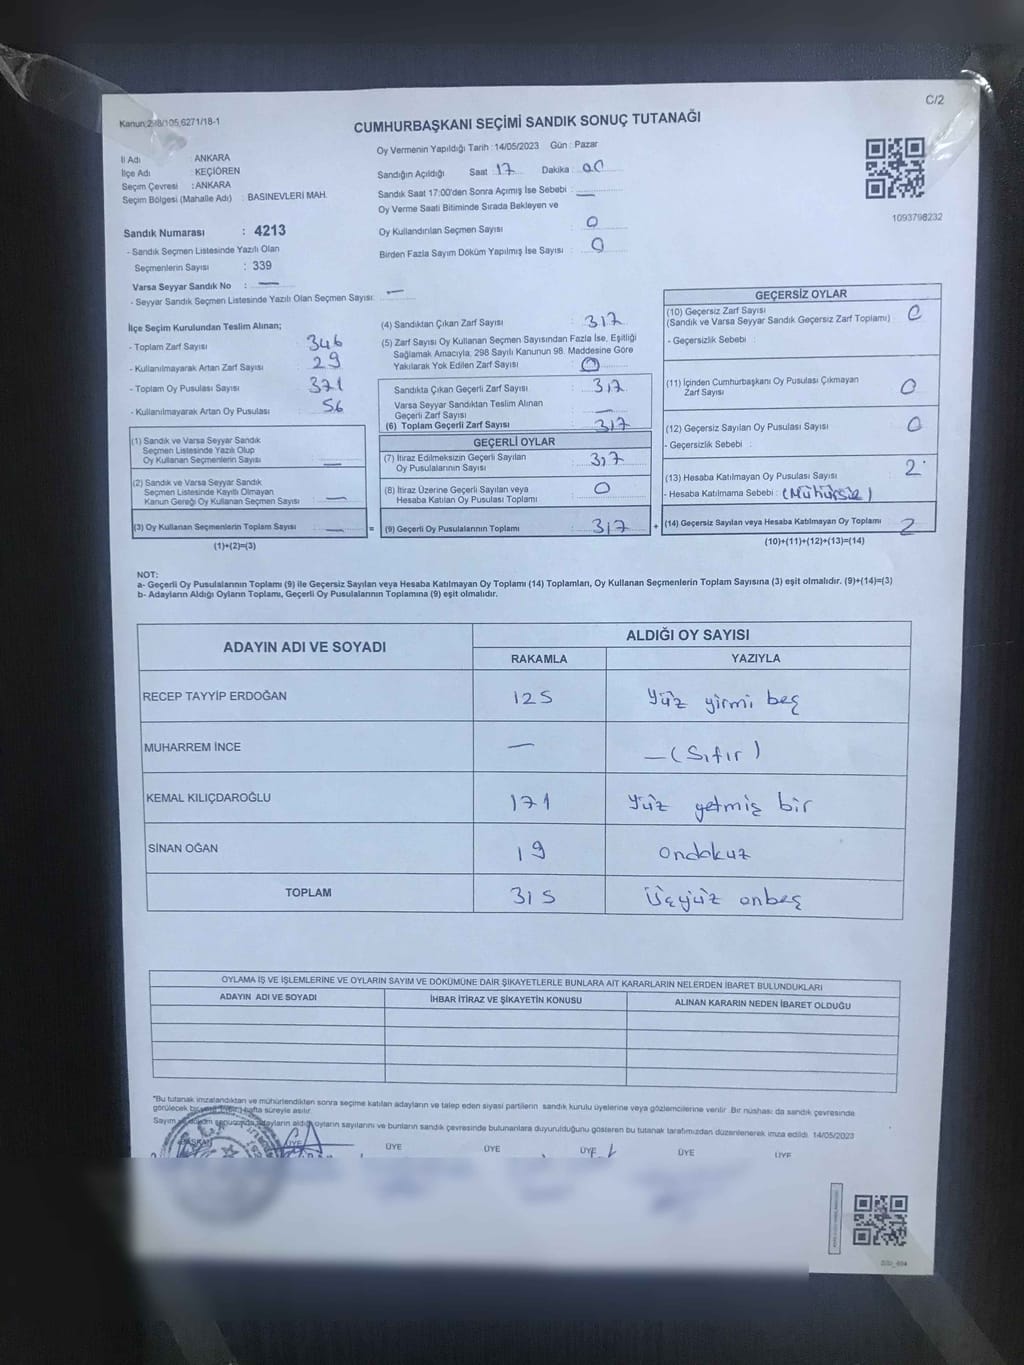 C/2
Kanun:298/105;6271/18-1
CUMHURBAŞKANI SEÇİMİ SANDIK SONUÇ TUTANAĞI
İl Adı : ANKARA
İlçe Adı : KEÇİÖREN
Seçim Çevresi : ANKARA
Seçim Bölgesi (Mahalle Adı) : BASINEVLERİ MAH.
Sandık Numarası : 4213
- Sandık Seçmen Listesinde Yazılı Olan
Seçmenlerin Sayısı : 339
Varsa Seyyar Sandık No : —
- Seyyar Sandık Seçmen Listesinde Yazılı Olan Seçmen Sayısı: —
Oy Vermenin Yapıldığı Tarih : 14/05/2023 Gün : Pazar
Sandığın Açıldığı Saat : 17 Dakika : 00
Sandık Saat 17:00'den Sonra Açımış İse Sebebi : —
Oy Verme Saati Bitiminde Sırada Bekleyen ve
Oy Kullandırılan Seçmen Sayısı : 0
Birden Fazla Sayım Döküm Yapılmış İse Sayısı : 0
1093798232
İlçe Seçim Kurulundan Teslim Alınan;
- Toplam Zarf Sayısı : 346
- Kullanılmayarak Artan Zarf Sayısı : 29
- Toplam Oy Pusulası Sayısı : 371
- Kullanılmayarak Artan Oy Pusulası : 56
(1) Sandık ve Varsa Seyyar Sandık
Seçmen Listesinde Yazılı Olup
Oy Kullanan Seçmenlerin Sayısı : —
(2) Sandık ve Varsa Seyyar Sandık
Seçmen Listesinde Kayıtlı Olmayan
Kanun Gereği Oy Kullanan Seçmen Sayısı : —
(3) Oy Kullanan Seçmenlerin Toplam Sayısı : — =
(1)+(2)=(3)
(4) Sandıktan Çıkan Zarf Sayısı : 317
(5) Zarf Sayısı Oy Kullanan Seçmen Sayısından Fazla İse, Eşitliği
Sağlamak Amacıyla, 298 Sayılı Kanunun 98. Maddesine Göre
Yakılarak Yok Edilen Zarf Sayısı : 0
Sandıkta Çıkan Geçerli Zarf Sayısı : 317
Varsa Seyyar Sandıktan Teslim Alınan
Geçerli Zarf Sayısı : —
(6) Toplam Geçerli Zarf Sayısı : 317
GEÇERLİ OYLAR
(7) İtiraz Edilmeksizin Geçerli Sayılan
Oy Pusulalarının Sayısı : 317
(8) İtiraz Üzerine Geçerli Sayılan veya
Hesaba Katılan Oy Pusulaları Toplamı : 0
(9) Geçerli Oy Pusulalarının Toplamı : 317 +
GEÇERSİZ OYLAR
(10) Geçersiz Zarf Sayısı
(Sandık ve Varsa Seyyar Sandık Geçersiz Zarf Toplamı) : 0
- Geçersizlik Sebebi :
(11) İçinden Cumhurbaşkanı Oy Pusulası Çıkmayan
Zarf Sayısı : 0
(12) Geçersiz Sayılan Oy Pusulası Sayısı : 0
- Geçersizlik Sebebi :
(13) Hesaba Katılmayan Oy Pusulası Sayısı : 2
- Hesaba Katılmama Sebebi : (Mühürsüz)
(14) Geçersiz Sayılan veya Hesaba Katılmayan Oy Toplamı : 2
(10)+(11)+(12)+(13)=(14)
NOT:
a- Geçerli Oy Pusulalarının Toplamı (9) ile Geçersiz Sayılan veya Hesaba Katılmayan Oy Toplamı (14) Toplamları, Oy Kullanan Seçmenlerin Toplam Sayısına (3) eşit olmalıdır. (9)+(14)=(3)
b- Adayların Aldığı Oyların Toplamı, Geçerli Oy Pusulalarının Toplamına (9) eşit olmalıdır.
ADAYIN ADI VE SOYADI ALDIĞI OY SAYISI
RAKAMLA YAZIYLA
RECEP TAYYİP ERDOĞAN 125 Yüz yirmi beş
MUHARREM İNCE — —(Sıfır)
KEMAL KILIÇDAROĞLU 171 Yüz yetmiş bir
SİNAN OĞAN 19 ondokuz
TOPLAM 315 Üçyüz onbeş
OYLAMA İŞ VE İŞLEMLERİNE VE OYLARIN SAYIM VE DÖKÜMÜNE DAİR ŞİKAYETLERLE BUNLARA AİT KARARLARIN NELERDEN İBARET BULUNDUKLARI
ADAYIN ADI VE SOYADI İHBAR İTİRAZ VE ŞİKAYETİN KONUSU ALINAN KARARIN NEDEN İBARET OLDUĞU
"Bu tutanak imzalandıktan ve mühürlendikten sonra seçime katılan adayların ve talep eden siyasi partilerin sandık kurulu üyelerine veya gözlemcilerine verilir. Bir nüshası da sandık çevresinde
görülecek bir hafta süreyle asılır.
Sayım ve döküm sonucunda adayların aldığı oyların sayılarını ve bunların sandık çevresinde bulunanlara duyurulduğunu gösteren bu tutanak tarafımızdan düzenlenerek imza edildi. 14/05/2023
BAŞKAN ÜYE ÜYE ÜYE ÜYE ÜYE ÜYE